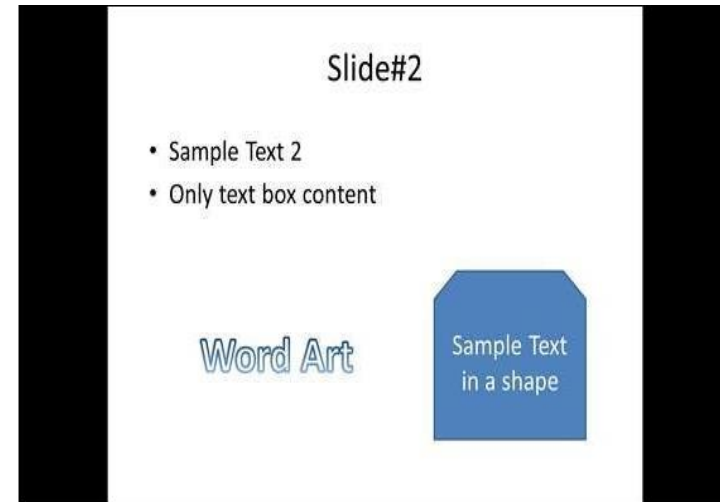 Slide#2
• Sample Text 2
• Only text box content
Word Art
Sample Text
in a shape